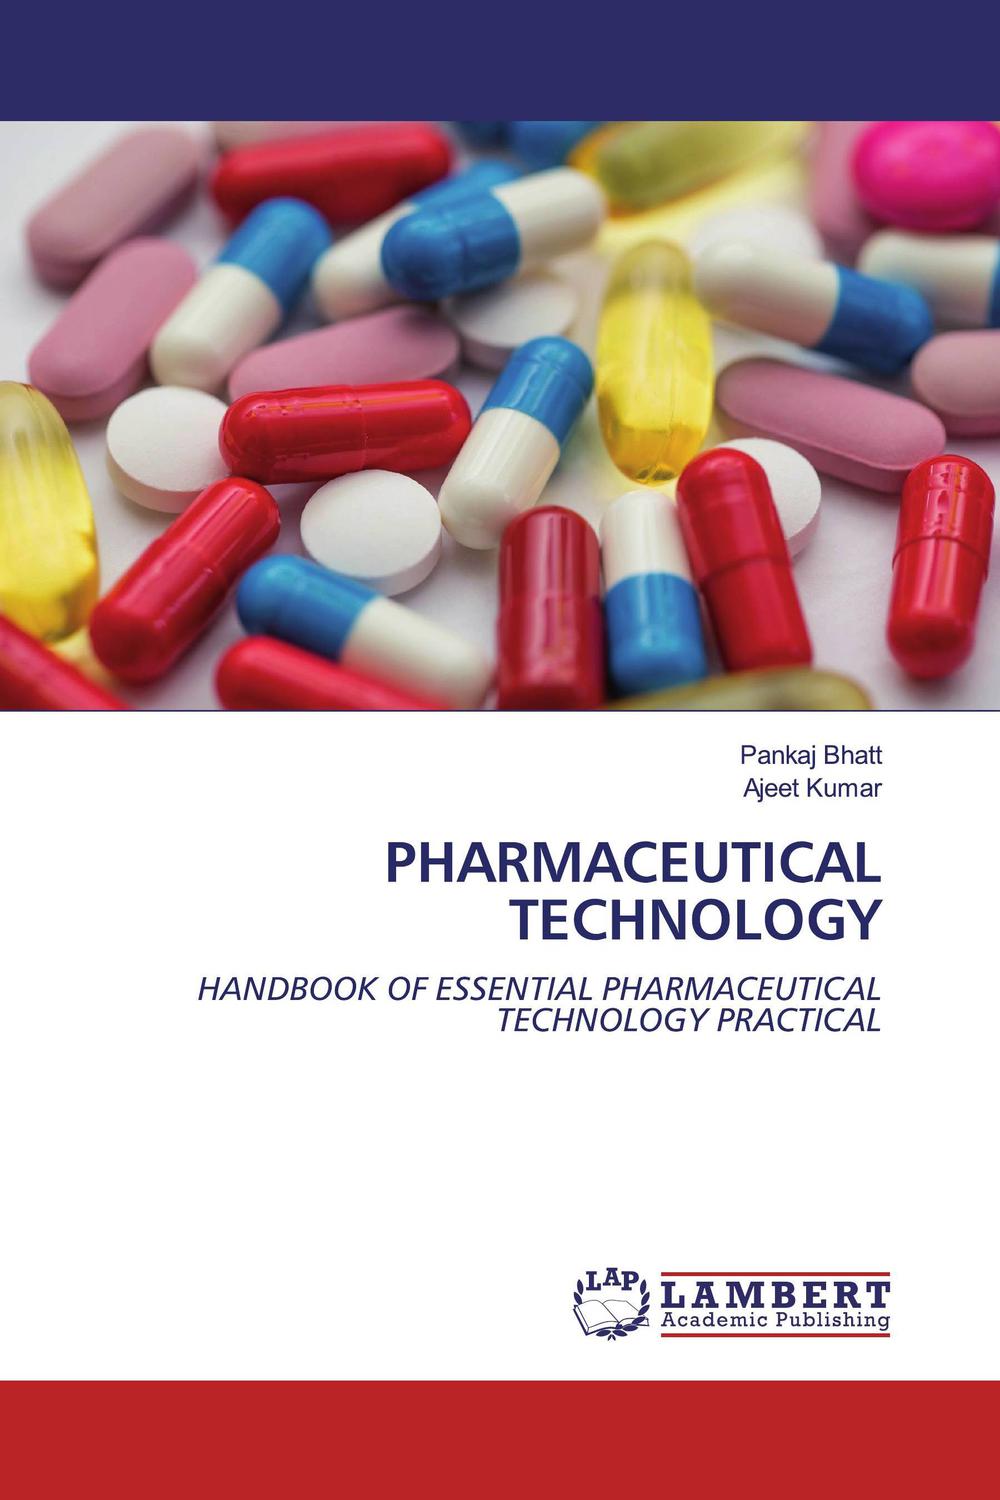 Pankaj Bhatt
Ajeet Kumar
PHARMACEUTICAL
TECHNOLOGY
HANDBOOK OF ESSENTIAL PHARMACEUTICAL
TECHNOLOGY PRACTICAL
LAP
LAMBERT
Academic Publishing